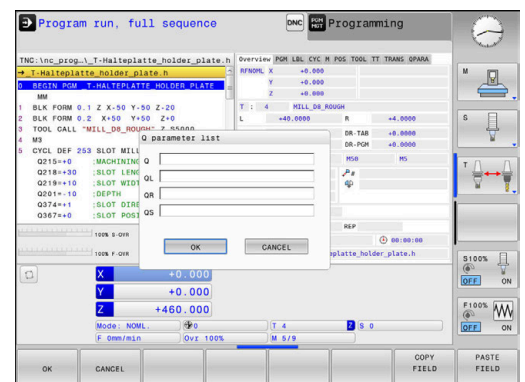 Program run, full sequence
DNC
PGM MGT
Programming
TNC:\nc_prog…\_T-Halteplatte_holder_plate.h
→_T-Halteplatte_holder_plate.h
0 BEGIN PGM _T-HALTEPLATTE_HOLDER_PLATE
MM
1 BLK FORM 0.1 Z X-50 Y-50 Z-20
2 BLK FORM 0.2 X+50 Y+50 Z+0
3 TOOL CALL "MILL_D8_ROUGH" Z S5000
4 M3
5 CYCL DEF 253 SLOT MILL
Q215=+0 ;MACHINING
Q218=+30 ;SLOT LENG
Q219=+10 ;SLOT WIDT
Q201=-10 ;DEPTH
Q374=+1 ;SLOT DIRE
Q367=+0 ;SLOT POSI
100% S-OVR
100% F-OVR
Overview PGM LBL CYC M POS TOOL TT TRANS QPARA
RFNOML X +0.000
Y +0.000
Z +0.000
T : 4 MILL_D8_ROUGH
L +40.0000 R +4.0000
DR-TAB +0.0000
DR-PGM +0.0000
M50 M5
REP
00:00:00
platte_holder_plate.h
Q parameter list
Q
QL
QR
QS
OK
CANCEL
X +0.000
Y +0.000
Z +460.000
Mode: NOML. 0 T 4 Z S 0
F 0mm/min Ovr 100% M 5/9
M
S
T
S100%
OFF ON
F100%
OFF ON
OK
CANCEL
COPY FIELD
PASTE FIELD